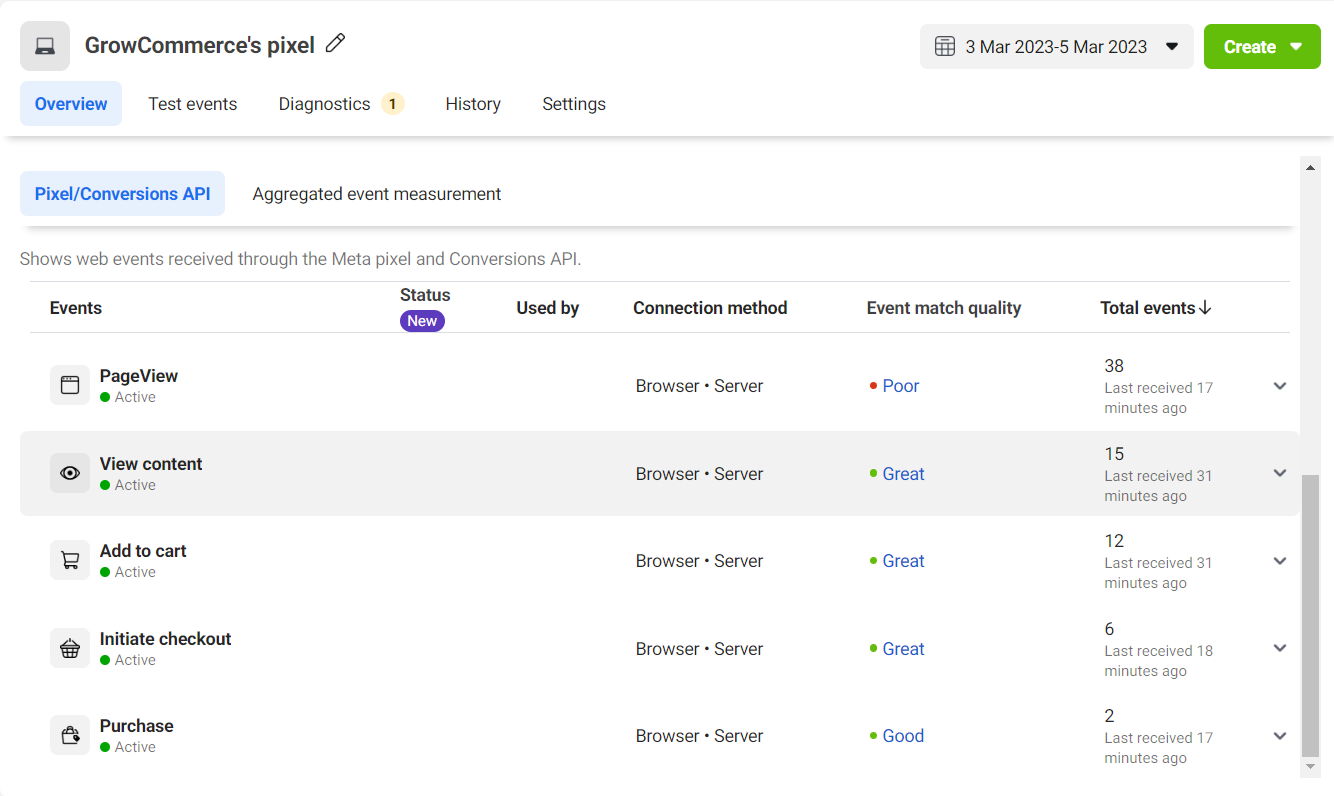 GrowCommerce's pixel
3 Mar 2023-5 Mar 2023
Create
Overview
Test events
Diagnostics 1
History
Settings
Pixel/Conversions API
Aggregated event measurement
Shows web events received through the Meta pixel and Conversions API.
Events
Status
New
Used by
Connection method
Event match quality
Total events
PageView
Active
Browser • Server
Poor
38
Last received 17
minutes ago
View content
Active
Browser • Server
Great
15
Last received 31
minutes ago
Add to cart
Active
Browser • Server
Great
12
Last received 31
minutes ago
Initiate checkout
Active
Browser • Server
Great
6
Last received 18
minutes ago
Purchase
Active
Browser • Server
Good
2
Last received 17
minutes ago